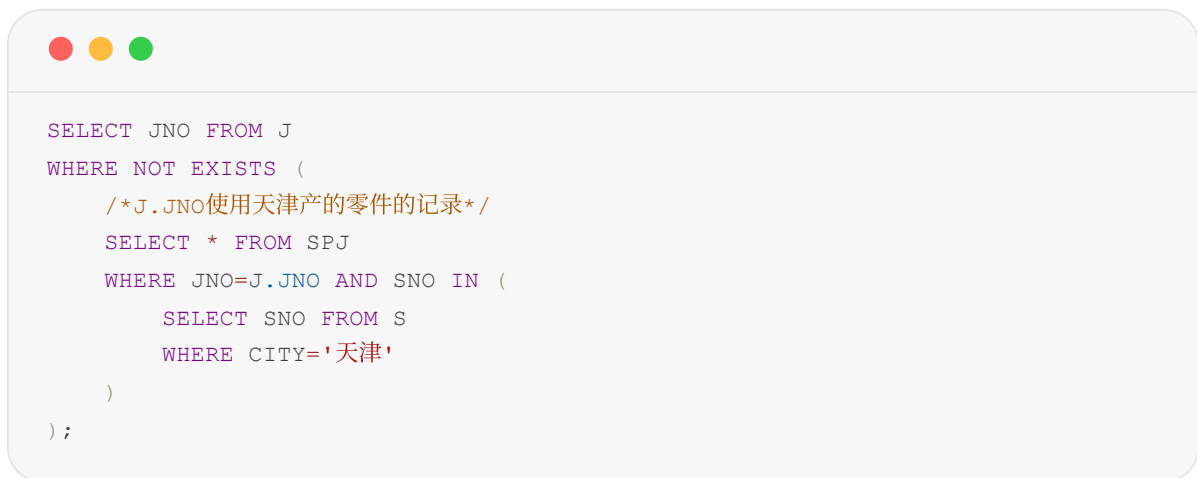 SELECT JNO FROM J
WHERE NOT EXISTS (
    /*J.JNO使用天津产的零件的记录*/
    SELECT * FROM SPJ
    WHERE JNO=J.JNO AND SNO IN (
        SELECT SNO FROM S
        WHERE CITY='天津'
    )
);